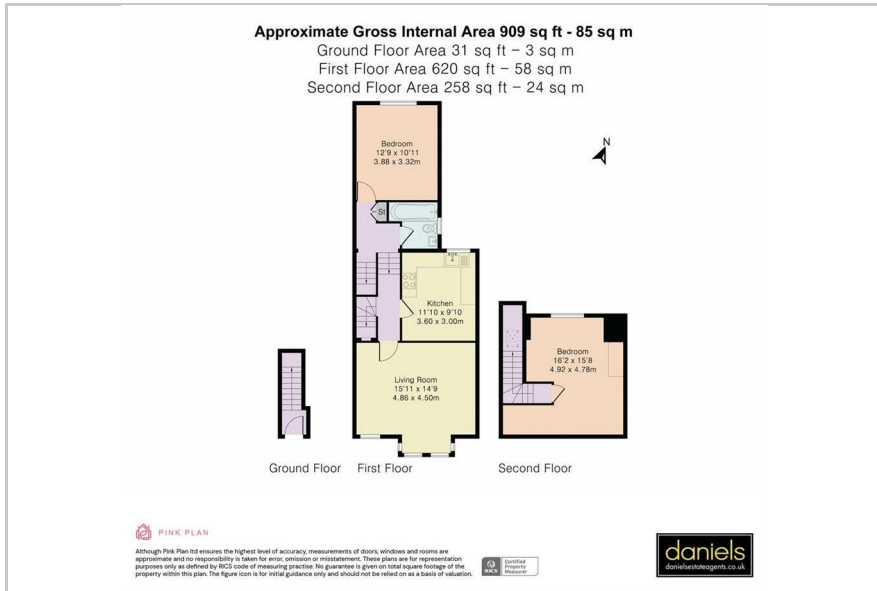 Approximate Gross Internal Area 909 sq ft - 85 sq m
Ground Floor Area 31 sq ft – 3 sq m
First Floor Area 620 sq ft – 58 sq m
Second Floor Area 258 sq ft – 24 sq m
N
Bedroom
12'9 x 10'11
3.88 x 3.32m
St
Kitchen
11'10 x 9'10
3.60 x 3.00m
Living Room
15'11 x 14'9
4.86 x 4.50m
Bedroom
16'2 x 15'8
4.92 x 4.78m
Ground Floor
First Floor
Second Floor
PINK PLAN
Although Pink Plan ltd ensures the highest level of accuracy, measurements of doors, windows and rooms are
approximate and no responsibility is taken for error, omission or misstatement. These plans are for representation
purposes only as defined by RICS code of measuring practise. No guarantee is given on total square footage of the
property within this plan. The figure icon is for initial guidance only and should not be relied on as a basis of valuation.
RICS
Certified
Property
Measurer
daniels
danielsestateagents.co.uk